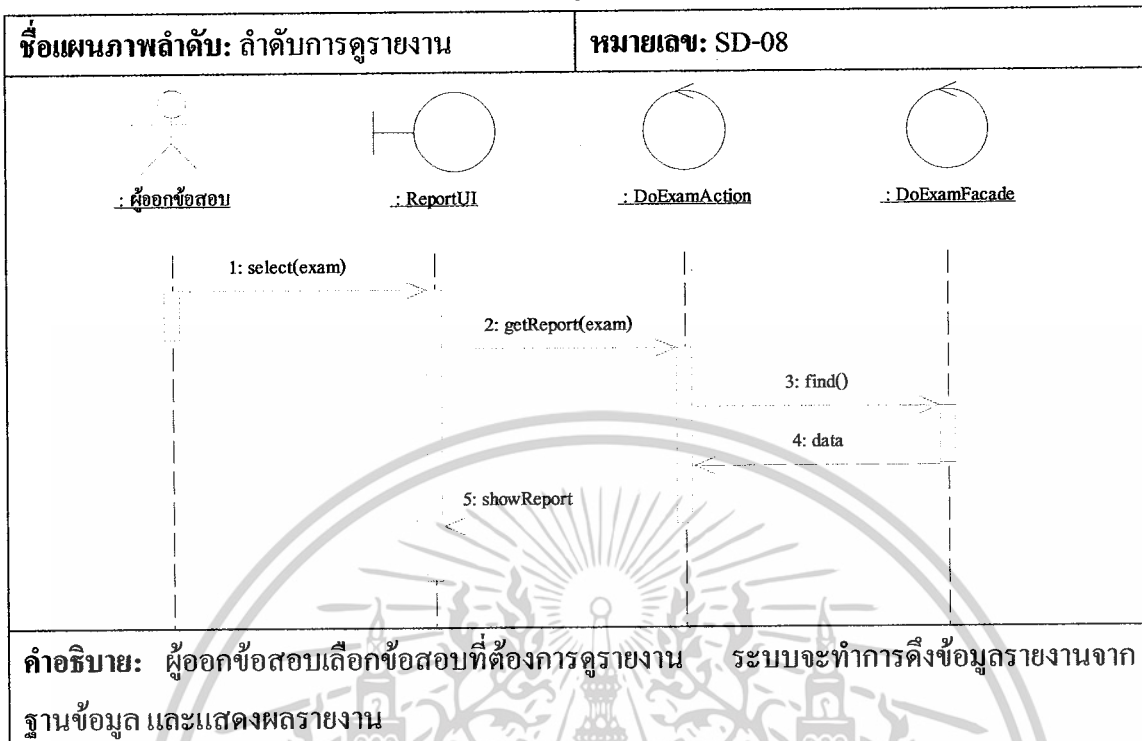 ชื่อแผนภาพลำดับ: ลำดับการดูรายงาน
หมายเลข: SD-08
: ผู้ออกข้อสอบ
: ReportUI
: DoExamAction
: DoExamFacade
1: select(exam)
2: getReport(exam)
3: find()
4: data
5: showReport
คำอธิบาย: ผู้ออกข้อสอบเลือกข้อสอบที่ต้องการดูรายงาน ระบบจะทำการดึงข้อมูลรายงานจาก
ฐานข้อมูล และแสดงผลรายงาน